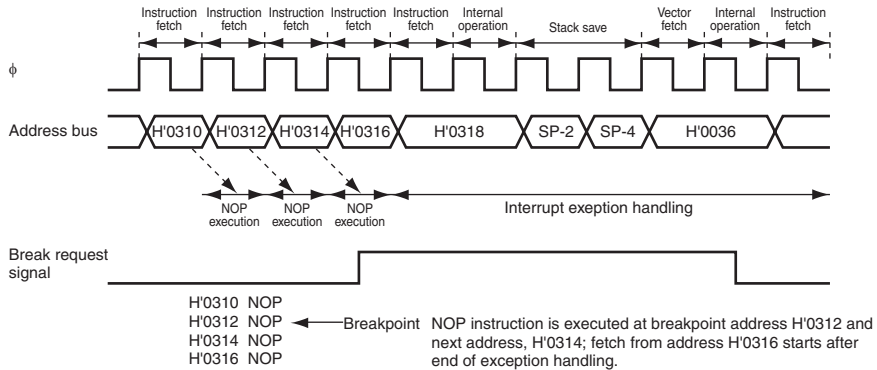 Instruction Instruction Instruction Instruction Instruction Internal Vector Internal Instruction
fetch fetch fetch fetch fetch operation Stack save fetch operation fetch
φ
Address bus H'0310 H'0312 H'0314 H'0316 H'0318 SP-2 SP-4 H'0036
NOP NOP NOP Interrupt exeption handling
execution execution execution
Break request
signal
H'0310 NOP
H'0312 NOP Breakpoint NOP instruction is executed at breakpoint address H'0312 and
H'0314 NOP next address, H'0314; fetch from address H'0316 starts after
H'0316 NOP end of exception handling.